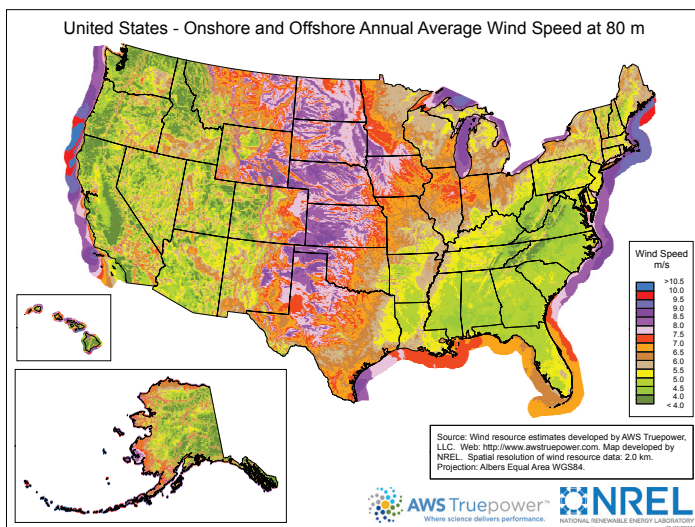 United States - Onshore and Offshore Annual Average Wind Speed at 80 m
Wind Speed
m/s
>10.5
10.0
9.5
9.0
8.5
8.0
7.5
7.0
6.5
6.0
5.5
5.0
4.5
4.0
< 4.0
Source: Wind resource estimates developed by AWS Truepower,
LLC. Web: http://www.awstruepower.com. Map developed by
NREL. Spatial resolution of wind resource data: 2.0 km.
Projection: Albers Equal Area WGS84.
AWS Truepower™
Where science delivers performance.
NREL
NATIONAL RENEWABLE ENERGY LABORATORY